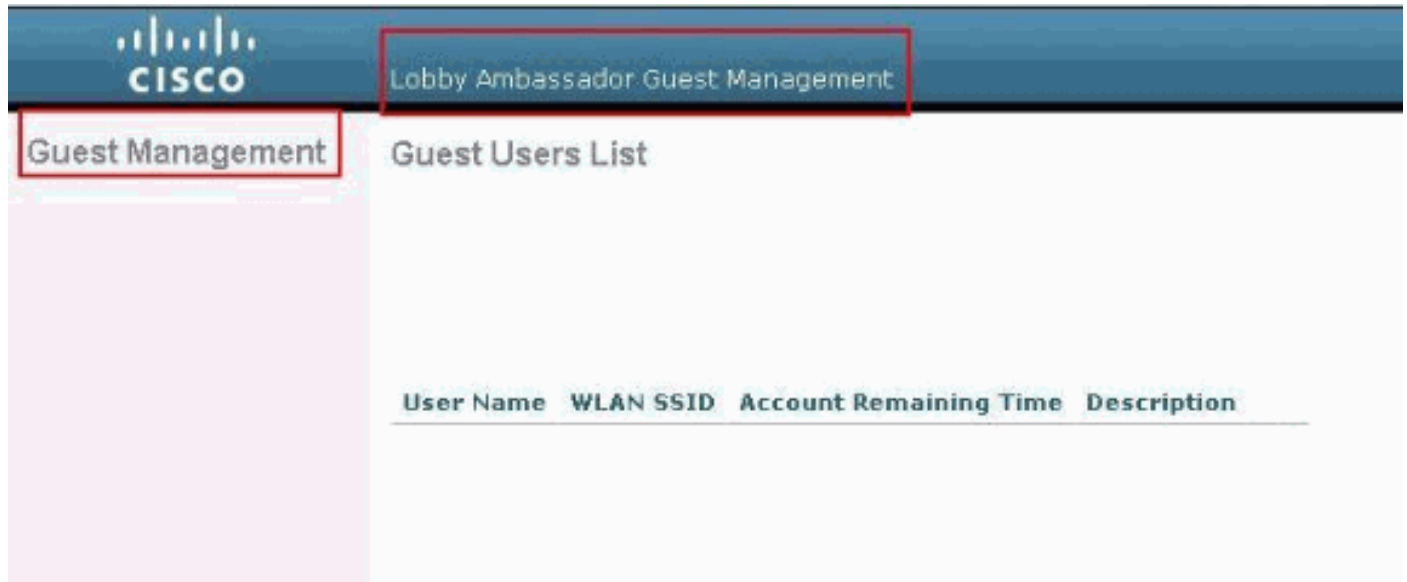 CISCO
Lobby Ambassador Guest Management
Guest Management
Guest Users List
User Name WLAN SSID Account Remaining Time Description